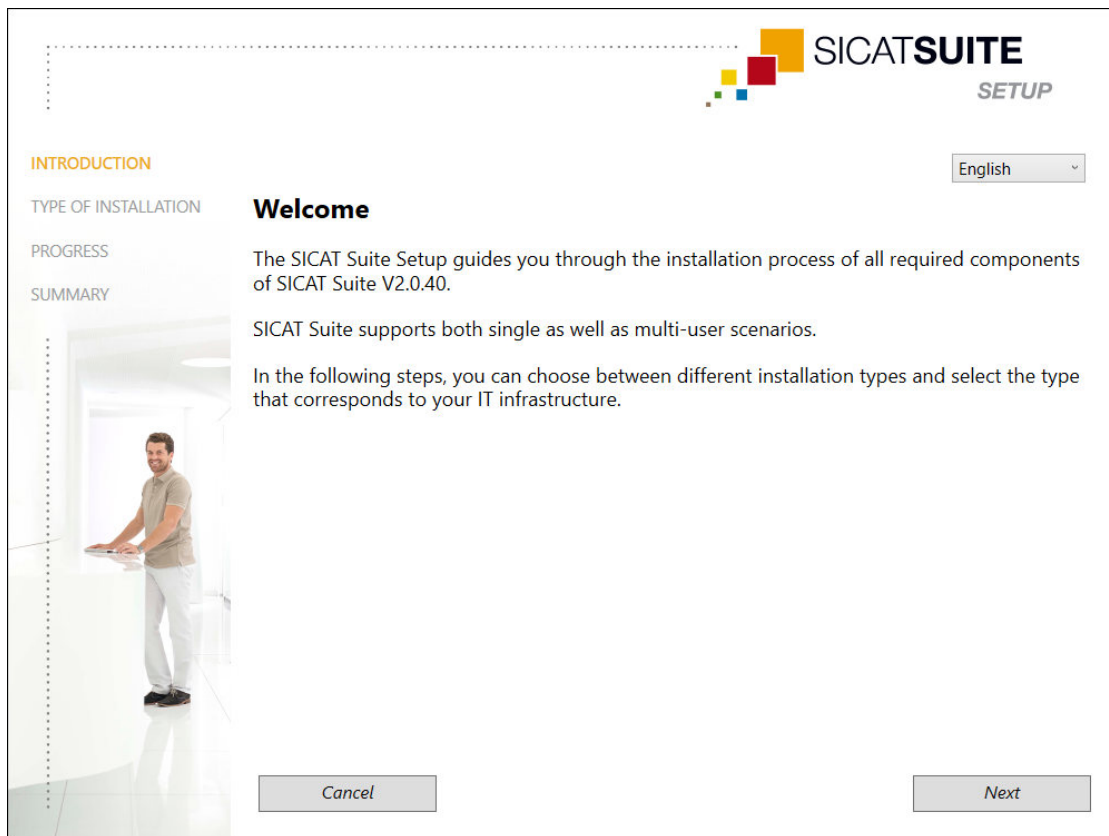 SICATSUITE
SETUP
INTRODUCTION
TYPE OF INSTALLATION
PROGRESS
SUMMARY
English
Welcome
The SICAT Suite Setup guides you through the installation process of all required components
of SICAT Suite V2.0.40.
SICAT Suite supports both single as well as multi-user scenarios.
In the following steps, you can choose between different installation types and select the type
that corresponds to your IT infrastructure.
Cancel
Next